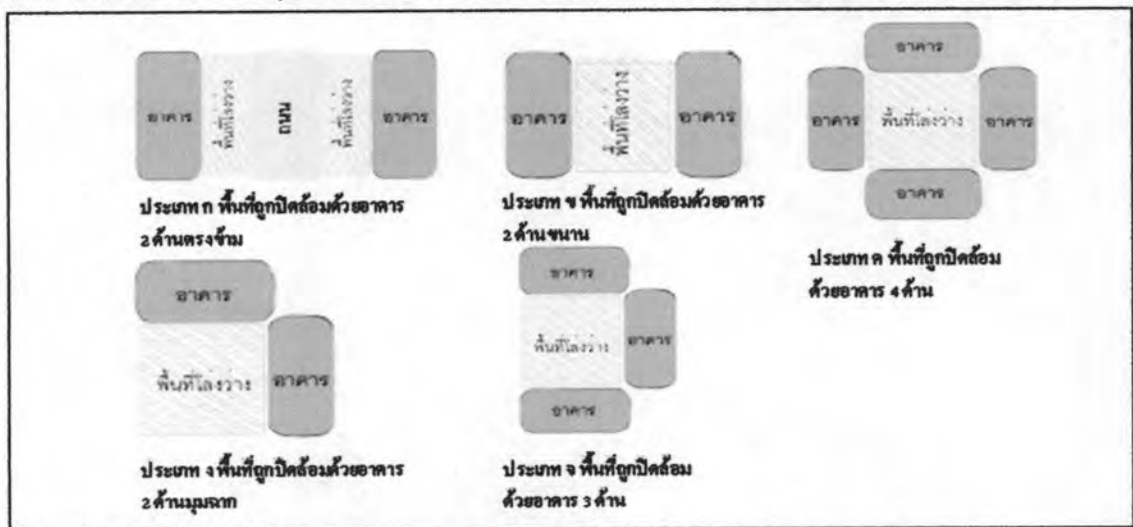 อาคาร
พื้นที่โล่งว่าง
ถนน
พื้นที่โล่งว่าง
อาคาร
ประเภท ก พื้นที่ถูกปิดล้อมด้วยอาคาร
2 ด้านตรงข้าม
อาคาร
พื้นที่โล่งว่าง
อาคาร
ประเภท ข พื้นที่ถูกปิดล้อมด้วยอาคาร
2 ด้านขนาน
อาคาร
อาคาร
พื้นที่โล่งว่าง
อาคาร
อาคาร
ประเภท ค พื้นที่ถูกปิดล้อม
ด้วยอาคาร 4 ด้าน
อาคาร
พื้นที่โล่งว่าง
อาคาร
ประเภท ง พื้นที่ถูกปิดล้อมด้วยอาคาร
2 ด้านมุมฉาก
อาคาร
พื้นที่โล่งว่าง
อาคาร
อาคาร
ประเภท จ พื้นที่ถูกปิดล้อม
ด้วยอาคาร 3 ด้าน